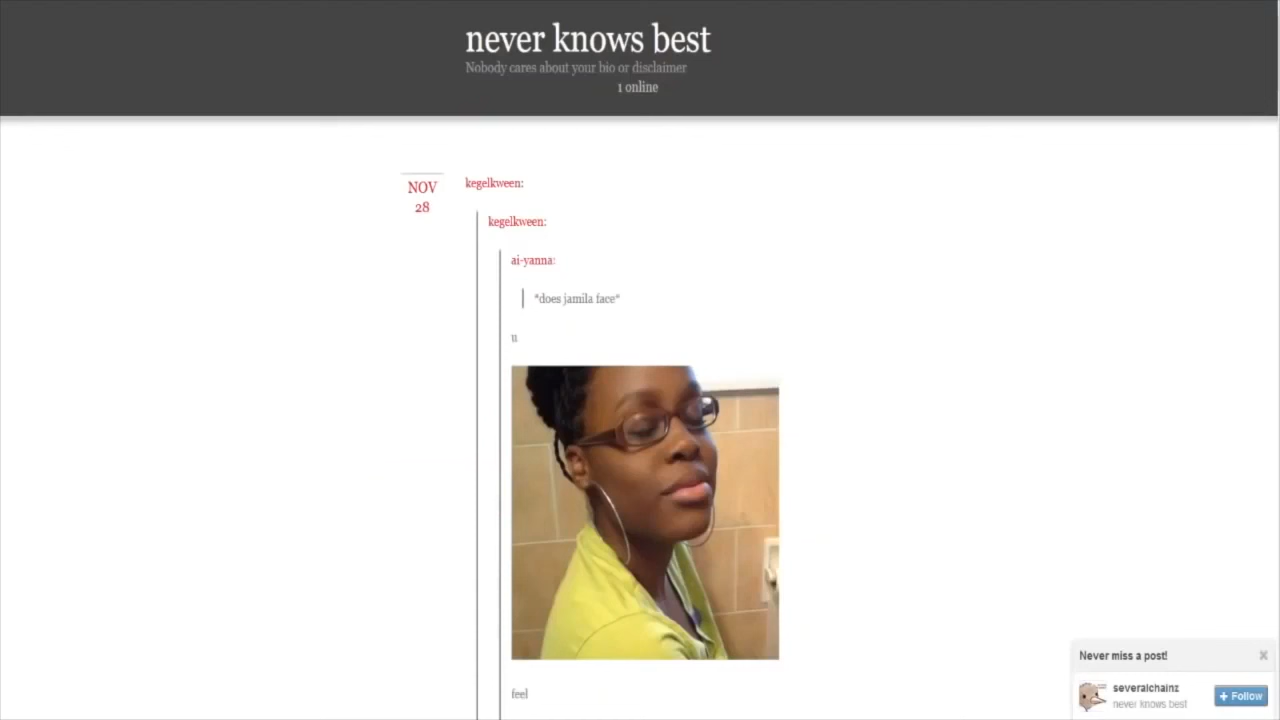 never knows best
Nobody cares about your bio or disclaimer
1 online
NOV
28
kegelkween:
kegelkween:
ai-yanna:
*does jamila face*
u
feel
Never miss a post!
severalchainz
never knows best
+ Follow